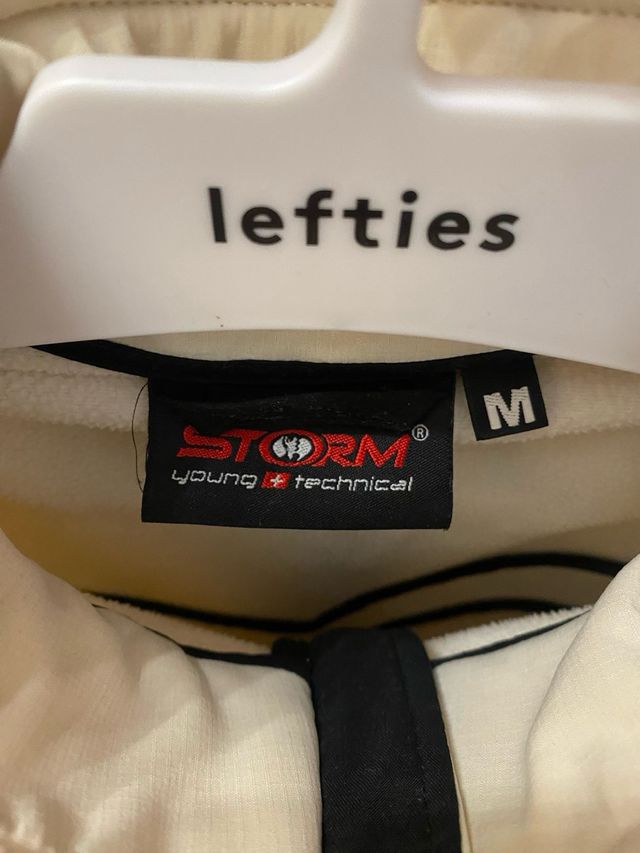 lefties
M
STORM®
young + technical